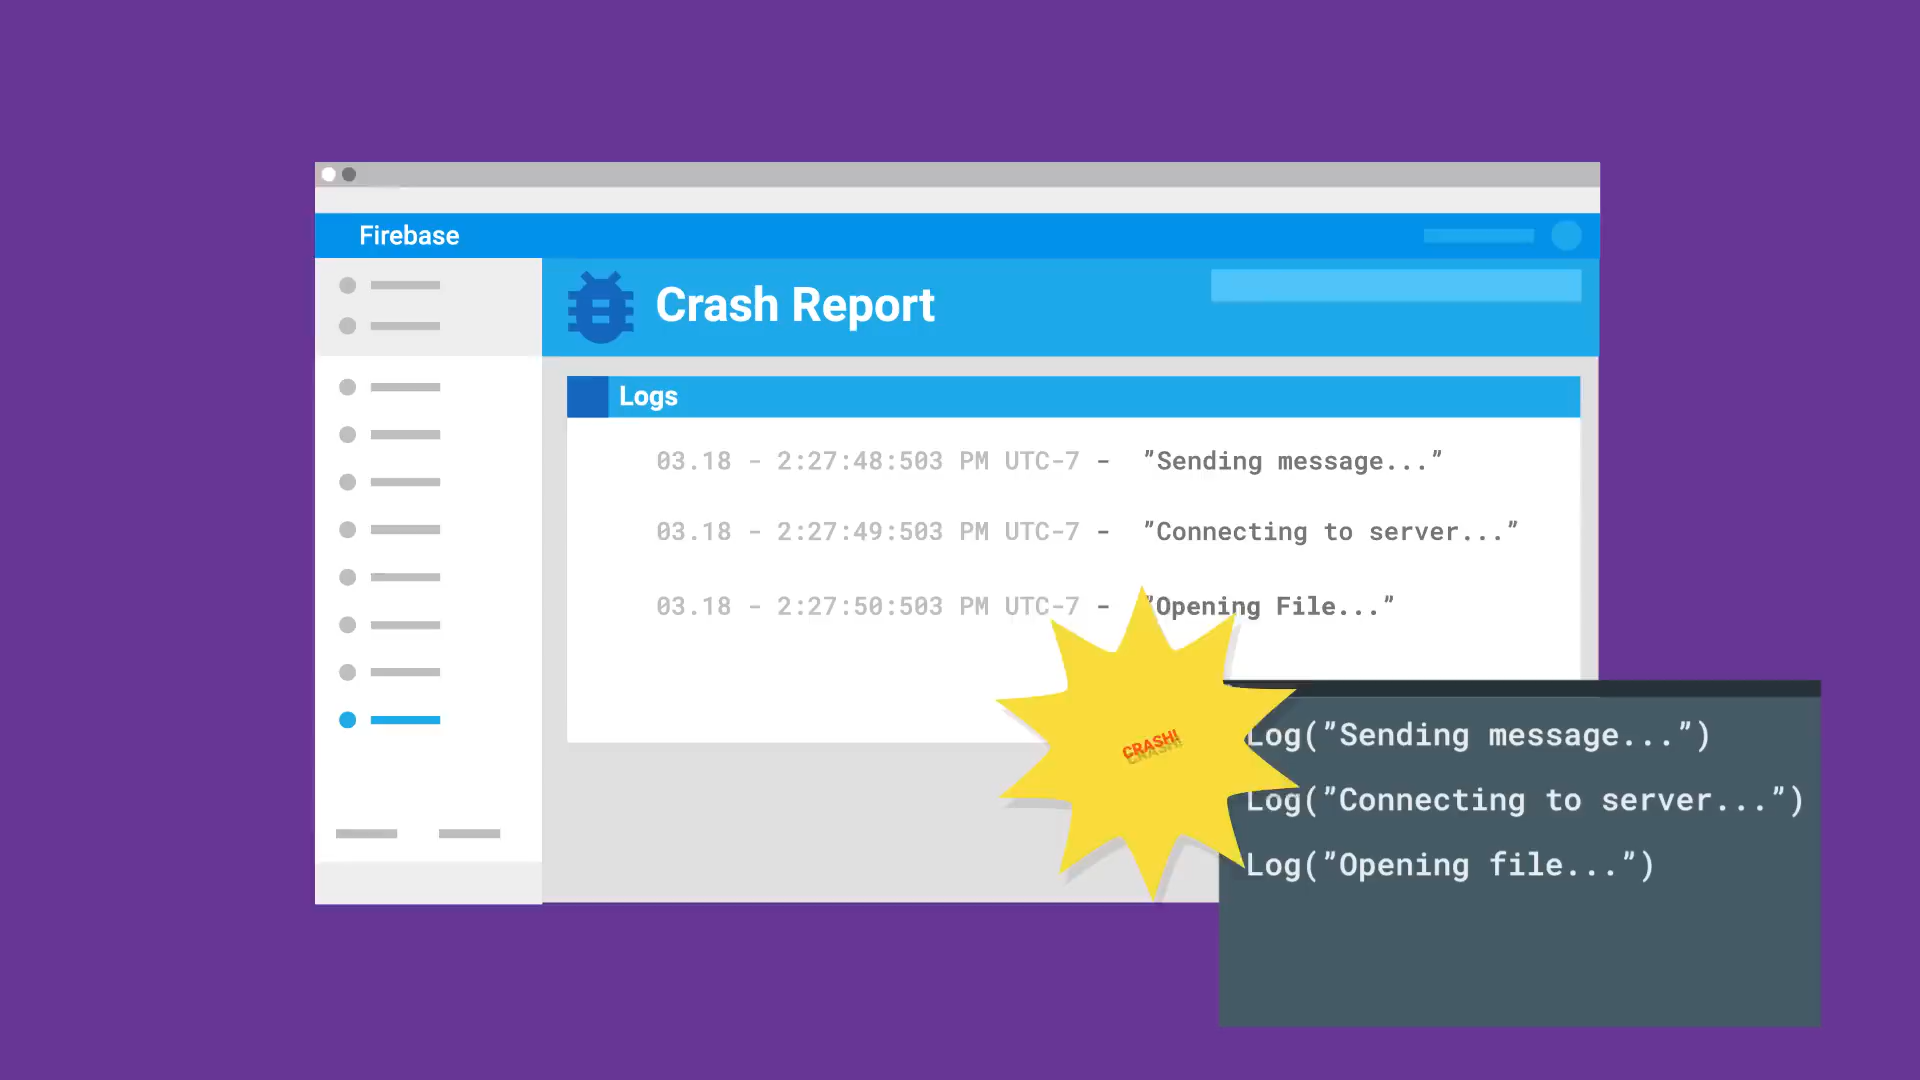 Firebase
Crash Report
Logs
03.18 - 2:27:48:503 PM UTC-7 - ”Sending message...”
03.18 - 2:27:49:503 PM UTC-7 - ”Connecting to server...”
03.18 - 2:27:50:503 PM UTC-7 - ”Opening File...”
CRASH!
Log(”Sending message...”)
Log(”Connecting to server...”)
Log(”Opening file...”)